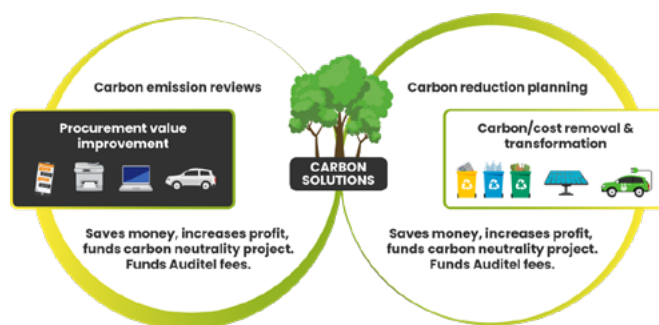 Carbon emission reviews
Procurement value
improvement
Saves money, increases profit,
funds carbon neutrality project.
Funds Auditel fees.
CARBON
SOLUTIONS
Carbon reduction planning
Carbon/cost removal &
transformation
Saves money, increases profit,
funds carbon neutrality project.
Funds Auditel fees.